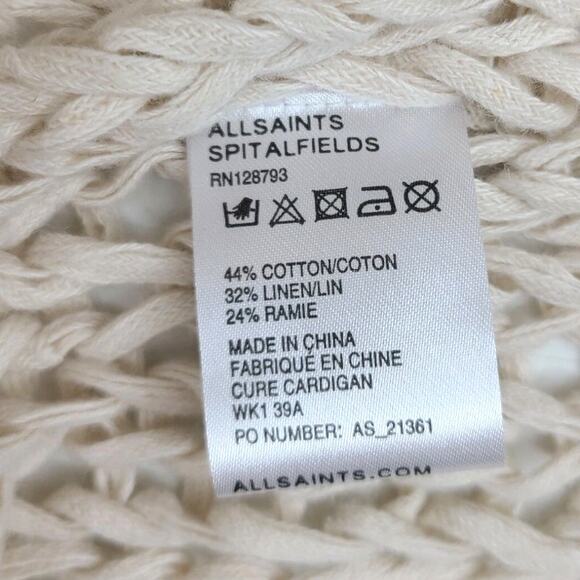 ALLSAINTS
SPITALFIELDS
RN128793
44% COTTON/COTON
32% LINEN/LIN
24% RAMIE
MADE IN CHINA
FABRIQUÉ EN CHINE
CURE CARDIGAN
WK1 39A
PO NUMBER: AS_21361
ALLSAINTS.COM